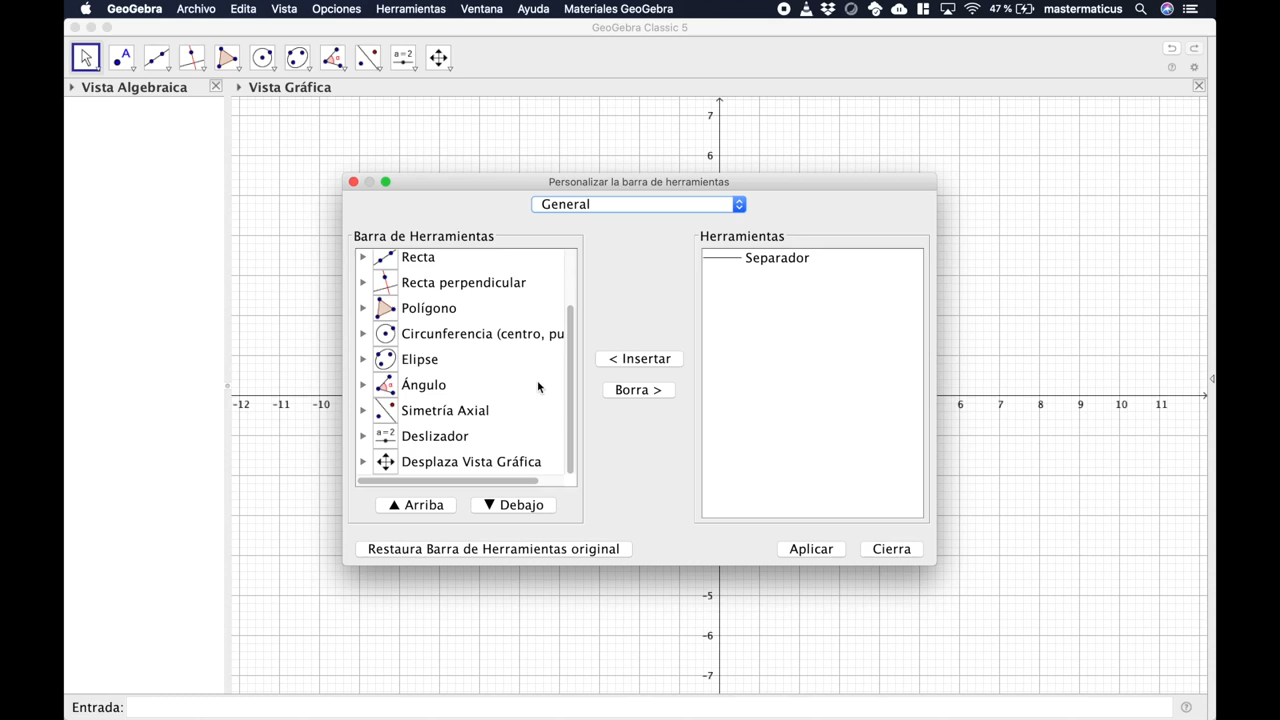 GeoGebra Archivo Edita Vista Opciones Herramientas Ventana Ayuda Materiales GeoGebra 47 % mastermaticus
GeoGebra Classic 5
A
α
a=2
Vista Algebraica
Vista Gráfica
7
6
Personalizar la barra de herramientas
General
Barra de Herramientas
Herramientas
Recta
Recta perpendicular
Polígono
Circunferencia (centro, pu
Elipse
α Ángulo
Simetría Axial
a=2 Deslizador
Desplaza Vista Gráfica
Separador
< Insertar
Borra >
▲ Arriba
▼ Debajo
Restaura Barra de Herramientas original
Aplicar
Cierra
-12 -11 -10 6 7 8 9 10 11
-5
-6
-7
Entrada: